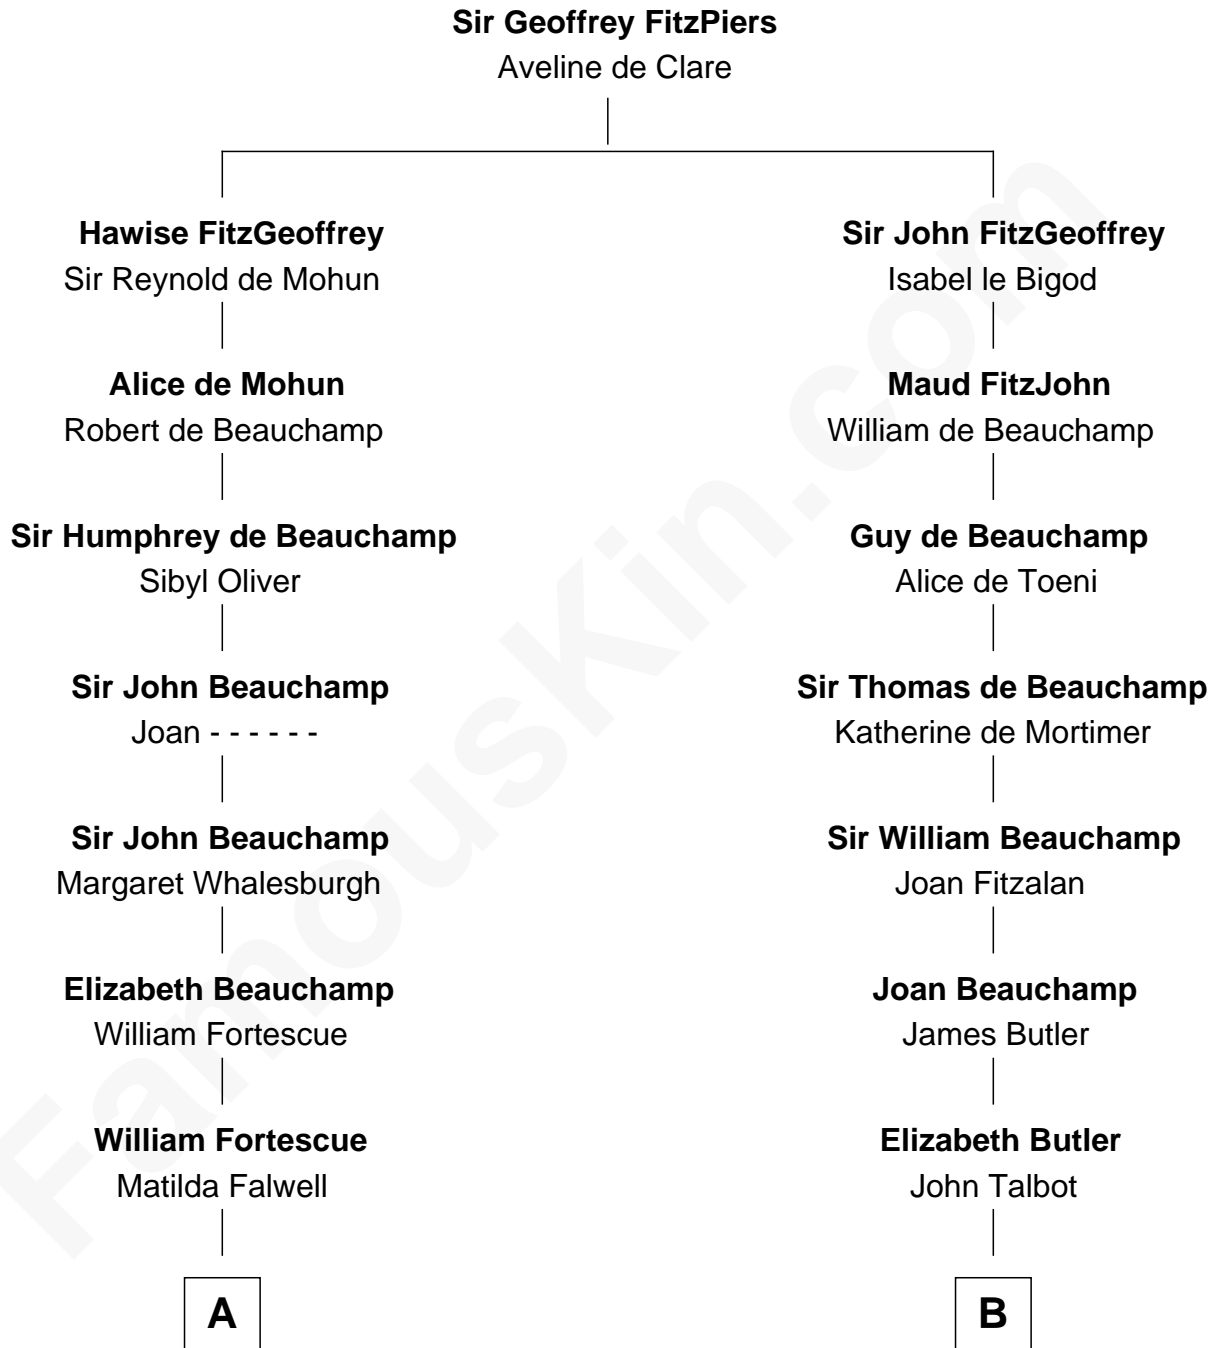 Sir Geoffrey FitzPiers
Aveline de Clare
Hawise FitzGeoffrey
Sir Reynold de Mohun
Alice de Mohun
Robert de Beauchamp
Sir Humphrey de Beauchamp
Sibyl Oliver
Sir John Beauchamp
Joan - - - - - -
Sir John Beauchamp
Margaret Whalesburgh
Elizabeth Beauchamp
William Fortescue
William Fortescue
Matilda Falwell
A
Sir John FitzGeoffrey
Isabel le Bigod
Maud FitzJohn
William de Beauchamp
Guy de Beauchamp
Alice de Toeni
Sir Thomas de Beauchamp
Katherine de Mortimer
Sir William Beauchamp
Joan Fitzalan
Joan Beauchamp
James Butler
Elizabeth Butler
John Talbot
B
FamousKin.com